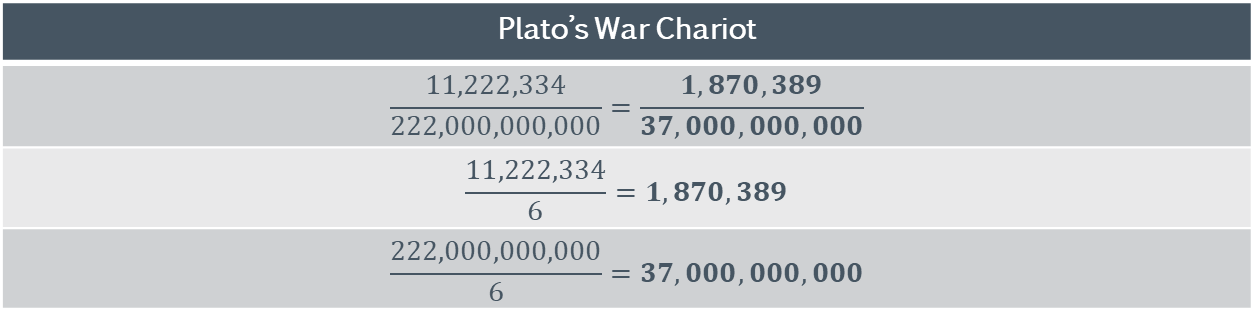 Plato's War Chariot
11,222,334 / 222,000,000,000 = 1,870,389 / 37,000,000,000
11,222,334 / 6 = 1,870,389
222,000,000,000 / 6 = 37,000,000,000